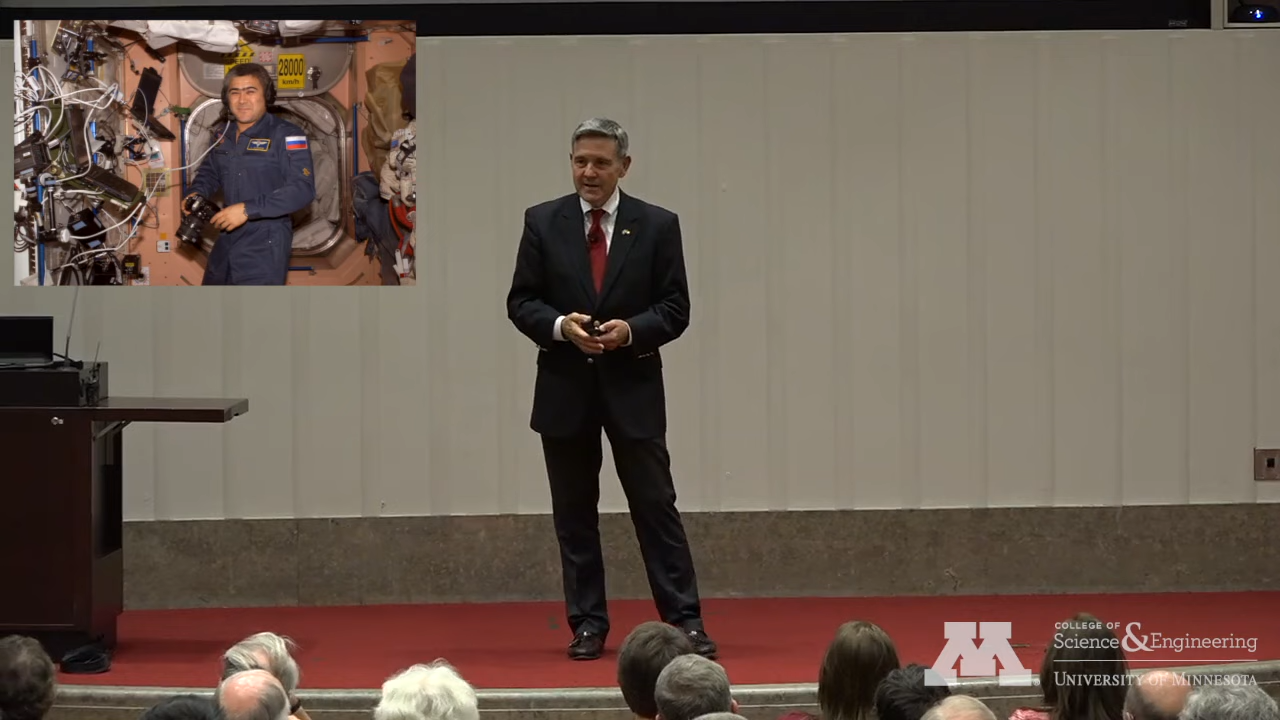 28000
km/h
M
COLLEGE OF
Science & Engineering
UNIVERSITY OF MINNESOTA